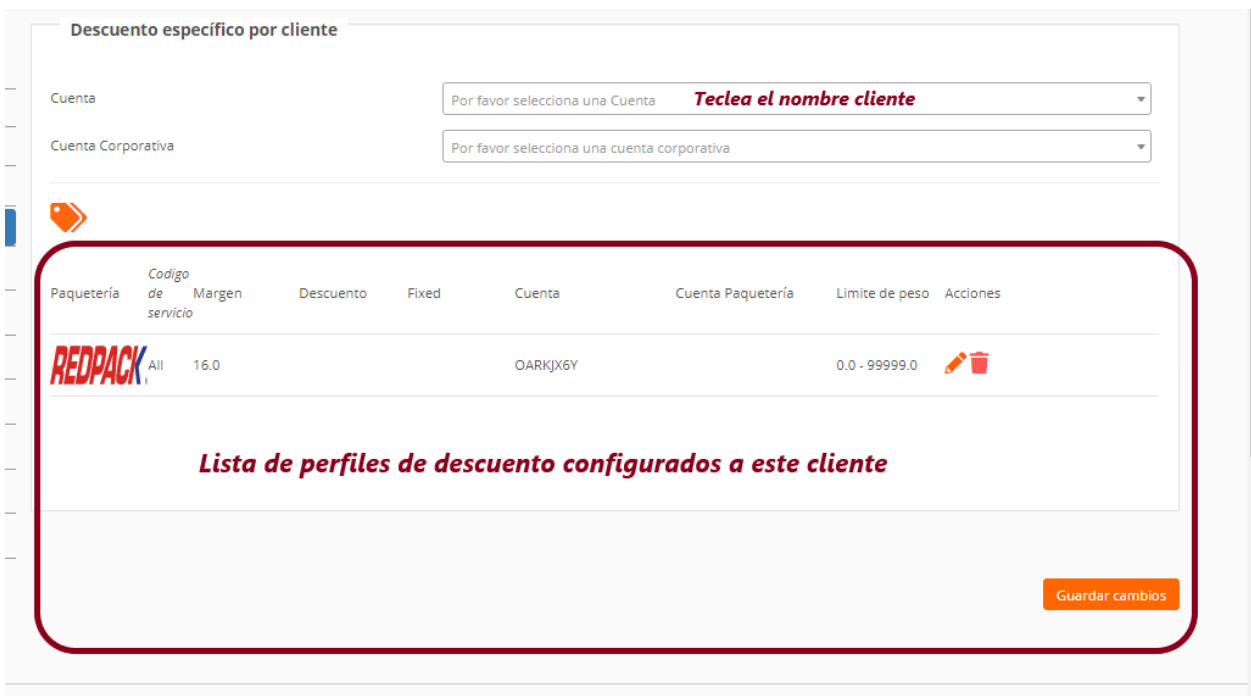 Descuento específico por cliente
Cuenta
Por favor selecciona una Cuenta Teclea el nombre cliente
Cuenta Corporativa
Por favor selecciona una cuenta corporativa
Paquetería Codigo de servicio Margen Descuento Fixed Cuenta Cuenta Paquetería Limite de peso Acciones
REDPACK All 16.0 OARKJX6Y 0.0 - 99999.0
Lista de perfiles de descuento configurados a este cliente
Guardar cambios